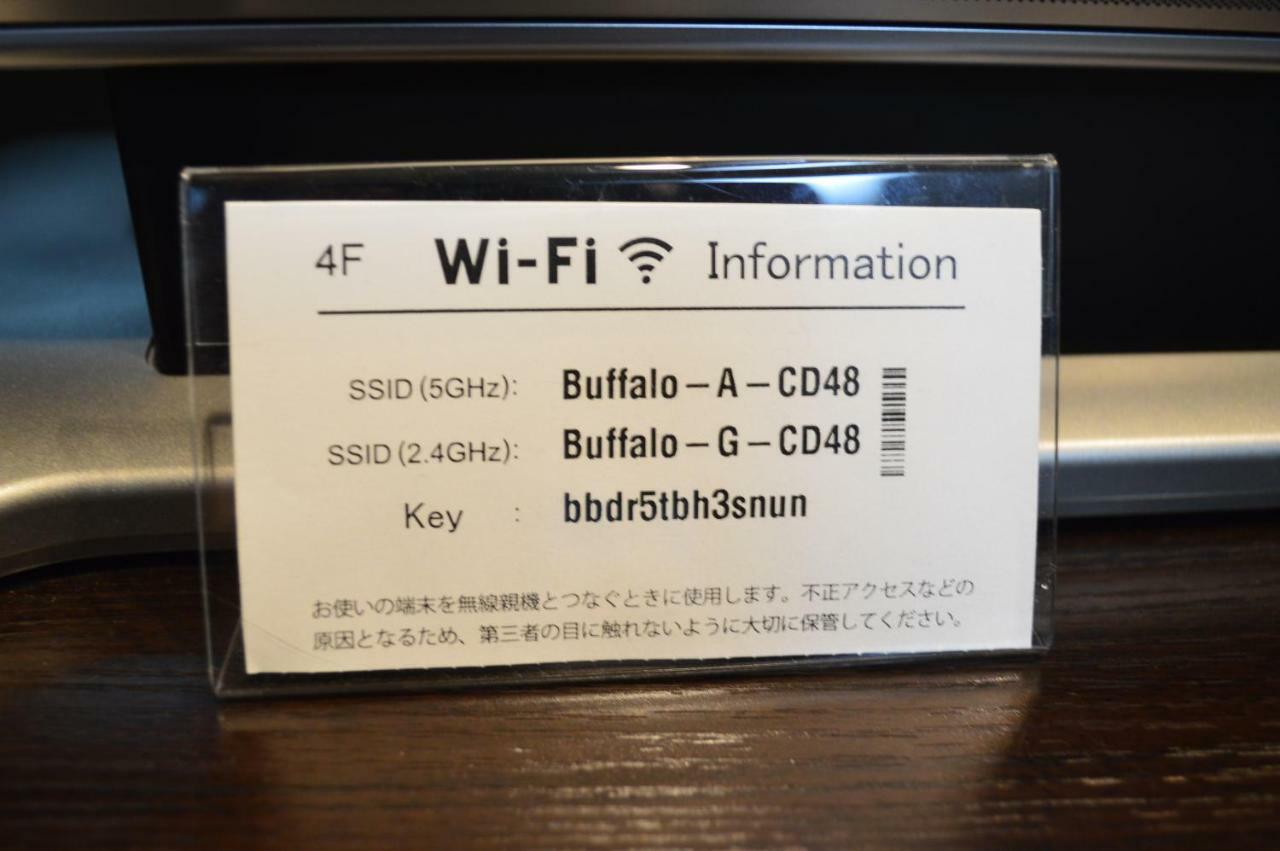 4F Wi-Fi Information
SSID (5GHz): Buffalo-A-CD48
SSID (2.4GHz): Buffalo-G-CD48
Key : bbdr5tbh3snun
お使いの端末を無線親機とつなぐときに使用します。不正アクセスなどの
原因となるため、第三者の目に触れないように大切に保管してください。